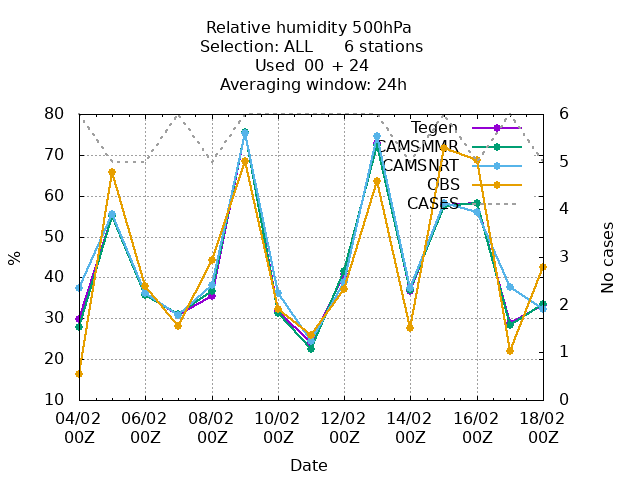 Relative humidity 500hPa
Selection: ALL 6 stations
Used 00 + 24
Averaging window: 24h
80
70
60
50
40
30
20
10
%
6
5
4
3
2
1
0
No cases
Tegen
CAMSMMR
CAMSNRT
OBS
CASES
04/02 06/02 08/02 10/02 12/02 14/02 16/02 18/02
00Z 00Z 00Z 00Z 00Z 00Z 00Z 00Z
Date